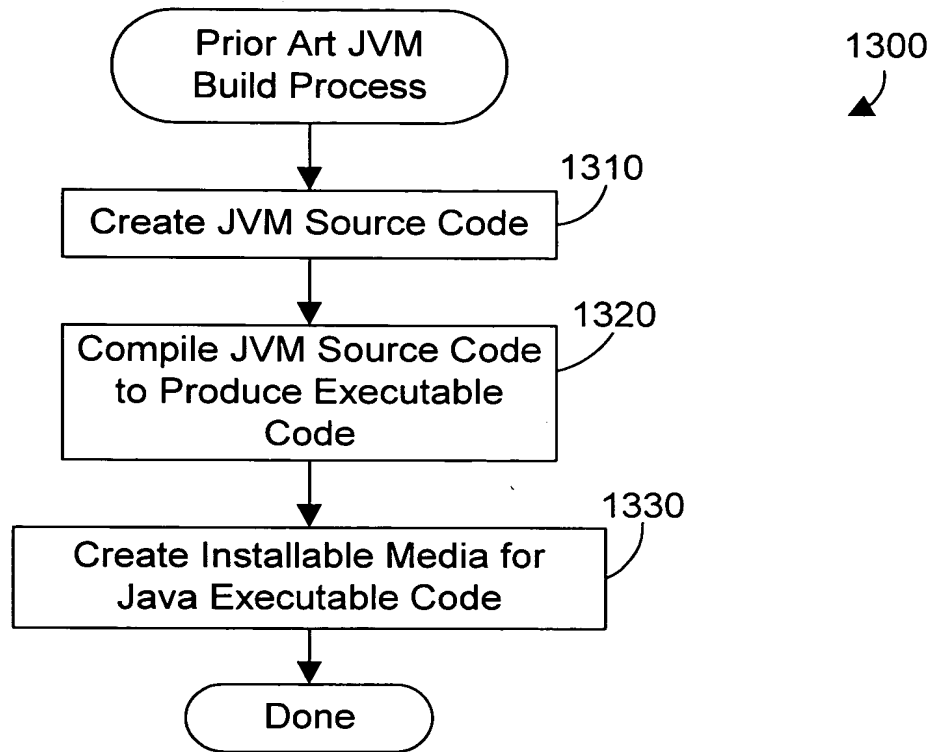 Prior Art JVM
Build Process
1300
1310
Create JVM Source Code
1320
Compile JVM Source Code
to Produce Executable
Code
1330
Create Installable Media for
Java Executable Code
Done